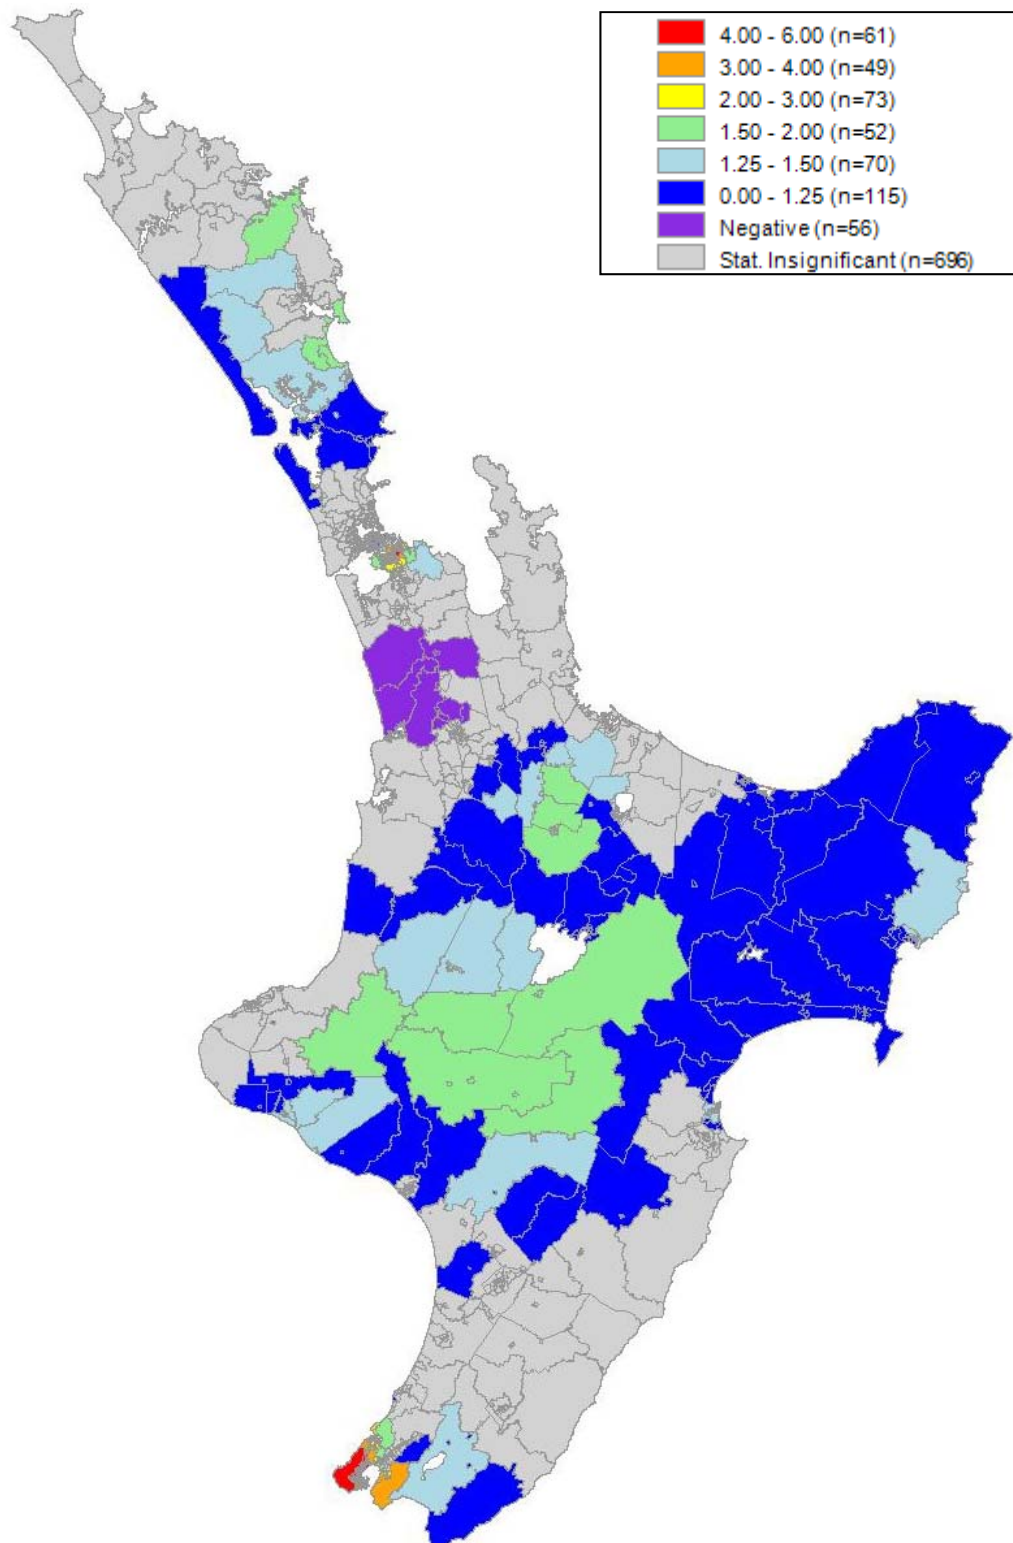 4.00 - 6.00 (n=61)
3.00 - 4.00 (n=49)
2.00 - 3.00 (n=73)
1.50 - 2.00 (n=52)
1.25 - 1.50 (n=70)
0.00 - 1.25 (n=115)
Negative (n=56)
Stat. Insignificant (n=696)